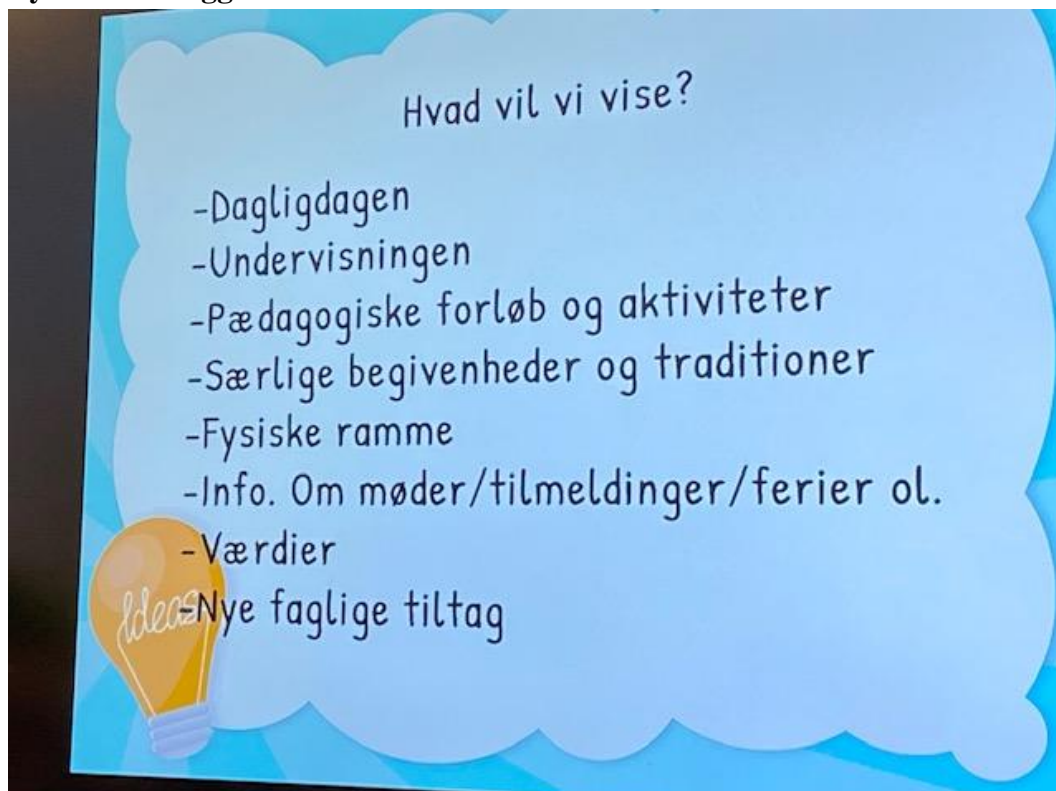 Hvad vil vi vise?
-Dagligdagen
-Undervisningen
-Pædagogiske forløb og aktiviteter
-Særlige begivenheder og traditioner
-Fysiske ramme
-Info. Om møder/tilmeldinger/ferier ol.
-Værdier
-Nye faglige tiltag
Ideas